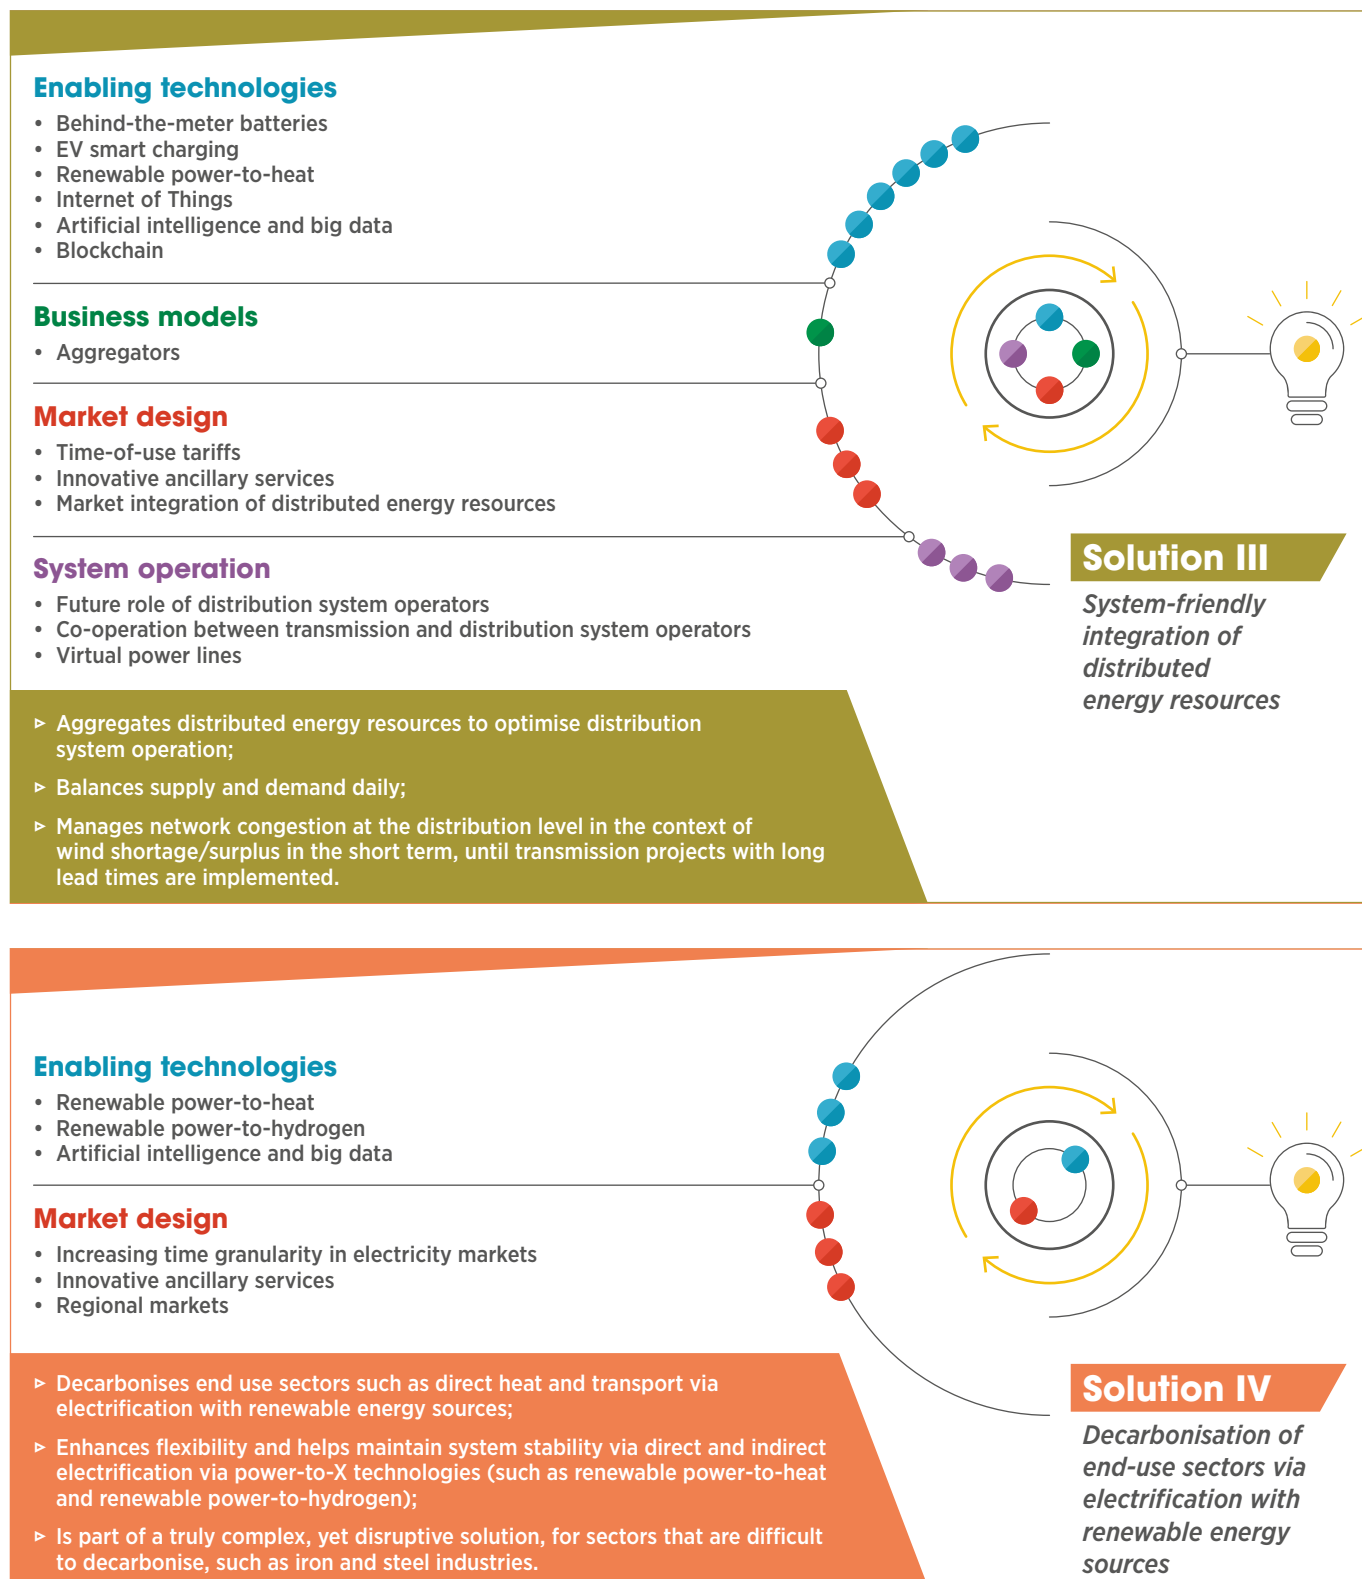 Enabling technologies
• Behind-the-meter batteries
• EV smart charging
• Renewable power-to-heat
• Internet of Things
• Artificial intelligence and big data
• Blockchain
Business models
• Aggregators
Market design
• Time-of-use tariffs
• Innovative ancillary services
• Market integration of distributed energy resources
System operation
• Future role of distribution system operators
• Co-operation between transmission and distribution system operators
• Virtual power lines
Solution III
System-friendly
integration of
distributed
energy resources
▹ Aggregates distributed energy resources to optimise distribution
system operation;
▹ Balances supply and demand daily;
▹ Manages network congestion at the distribution level in the context of
wind shortage/surplus in the short term, until transmission projects with long
lead times are implemented.
Enabling technologies
• Renewable power-to-heat
• Renewable power-to-hydrogen
• Artificial intelligence and big data
Market design
• Increasing time granularity in electricity markets
• Innovative ancillary services
• Regional markets
Solution IV
Decarbonisation of
end-use sectors via
electrification with
renewable energy
sources
▹ Decarbonises end use sectors such as direct heat and transport via
electrification with renewable energy sources;
▹ Enhances flexibility and helps maintain system stability via direct and indirect
electrification via power-to-X technologies (such as renewable power-to-heat
and renewable power-to-hydrogen);
▹ Is part of a truly complex, yet disruptive solution, for sectors that are difficult
to decarbonise, such as iron and steel industries.